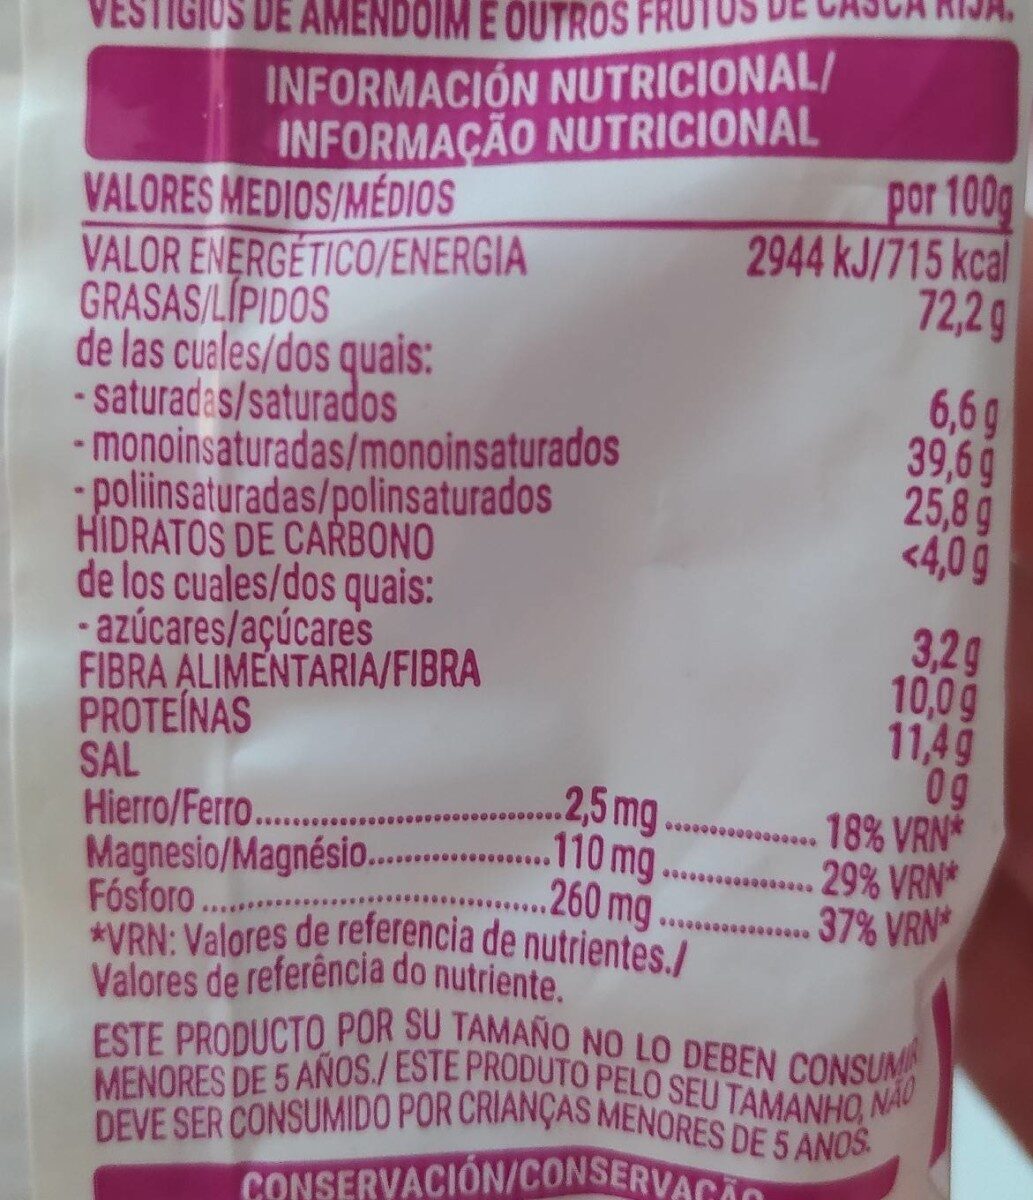 VESTIGIOS DE AMENDOIM E OUTROS FRUTOS DE CASCA RIJA.
INFORMACIÓN NUTRICIONAL/
INFORMAÇÃO NUTRICIONAL
VALORES MEDIOS/MÉDIOS por 100g
VALOR ENERGÉTICO/ENERGIA 2944 kJ/715 kcal
GRASAS/LÍPIDOS 72,2 g
de las cuales/dos quais:
- saturadas/saturados 6,6 g
- monoinsaturadas/monoinsaturados 39,6 g
- poliinsaturadas/polinsaturados 25,8 g
HIDRATOS DE CARBONO <4,0 g
de los cuales/dos quais:
- azúcares/açúcares 3,2 g
FIBRA ALIMENTARIA/FIBRA 10,0 g
PROTEÍNAS 11,4 g
SAL 0 g
Hierro/Ferro........................2,5 mg ............... 18% VRN*
Magnesio/Magnésio...................110 mg ............... 29% VRN*
Fósforo .............................260 mg ............... 37% VRN*
*VRN: Valores de referencia de nutrientes./
Valores de referência do nutriente.
ESTE PRODUCTO POR SU TAMAÑO NO LO DEBEN CONSUMIR
MENORES DE 5 AÑOS./ ESTE PRODUTO PELO SEU TAMANHO, NÃO
DEVE SER CONSUMIDO POR CRIANÇAS MENORES DE 5 ANOS.
CONSERVACIÓN/CONSERVAÇÃO